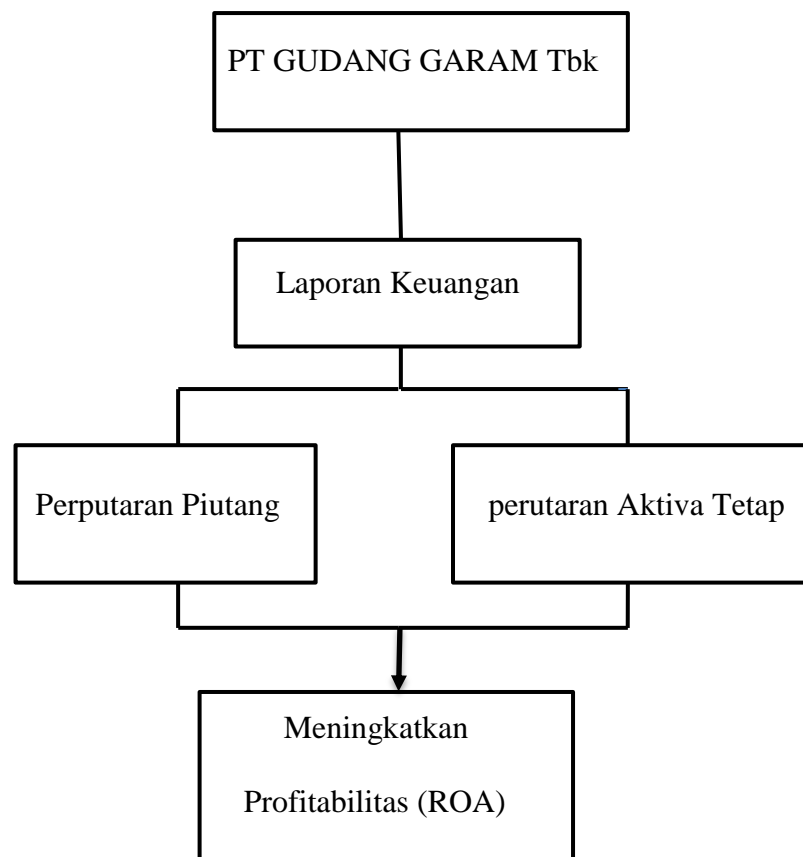 PT GUDANG GARAM Tbk
Laporan Keuangan
Perputaran Piutang
perutaran Aktiva Tetap
Meningkatkan
Profitabilitas (ROA)